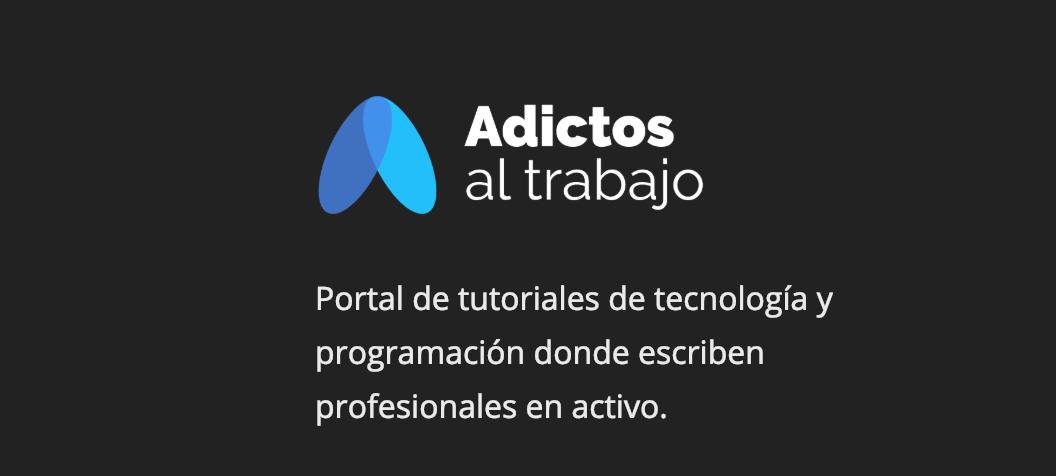 Adictos
al trabajo
Portal de tutoriales de tecnología y
programación donde escriben
profesionales en activo.